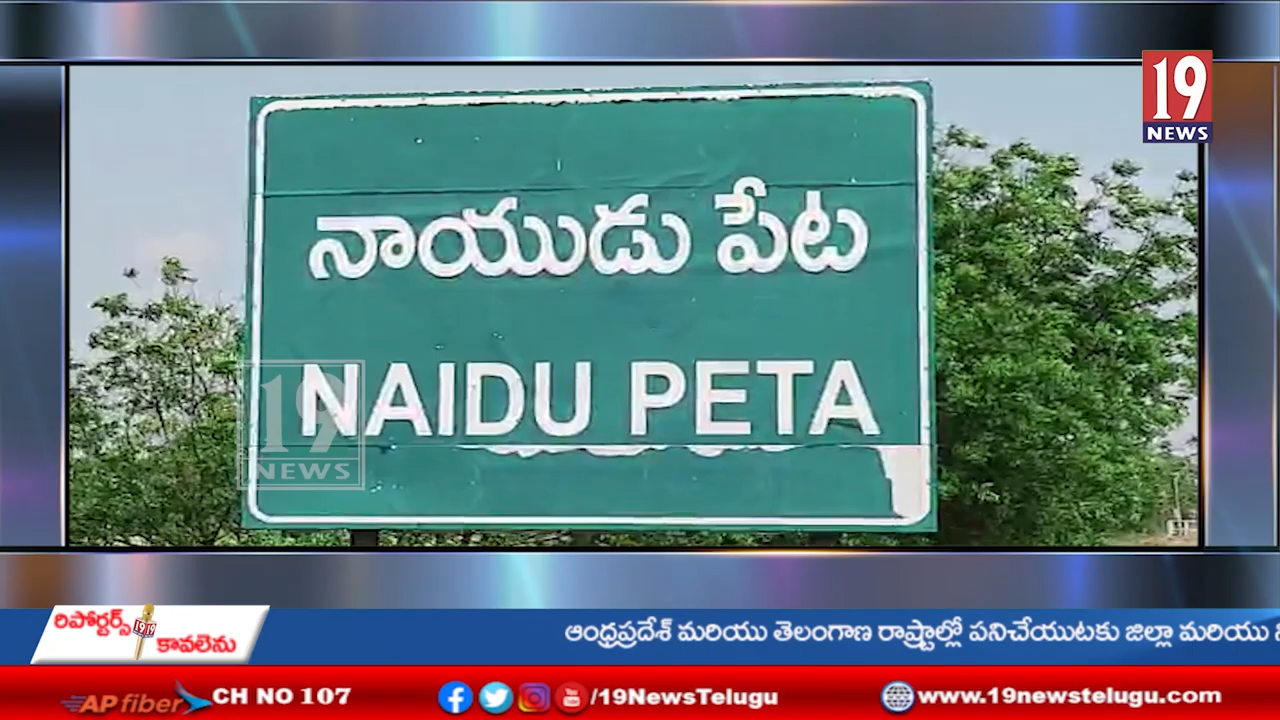 19
NEWS
నాయుడు పేట
NAIDU PETA
19
NEWS
రిపోర్టర్స్
కావలెను
ఆంధ్రప్రదేశ్ మరియు తెలంగాణ రాష్ట్రాల్లో పనిచేయుటకు జిల్లా మరియు
AP fiber CH NO 107
/19NewsTelugu
www.19newstelugu.com